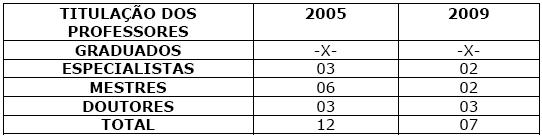 TITULAÇÃO DOS PROFESSORES 2005 2009
GRADUADOS -X- -X-
ESPECIALISTAS 03 02
MESTRES 06 02
DOUTORES 03 03
TOTAL 12 07